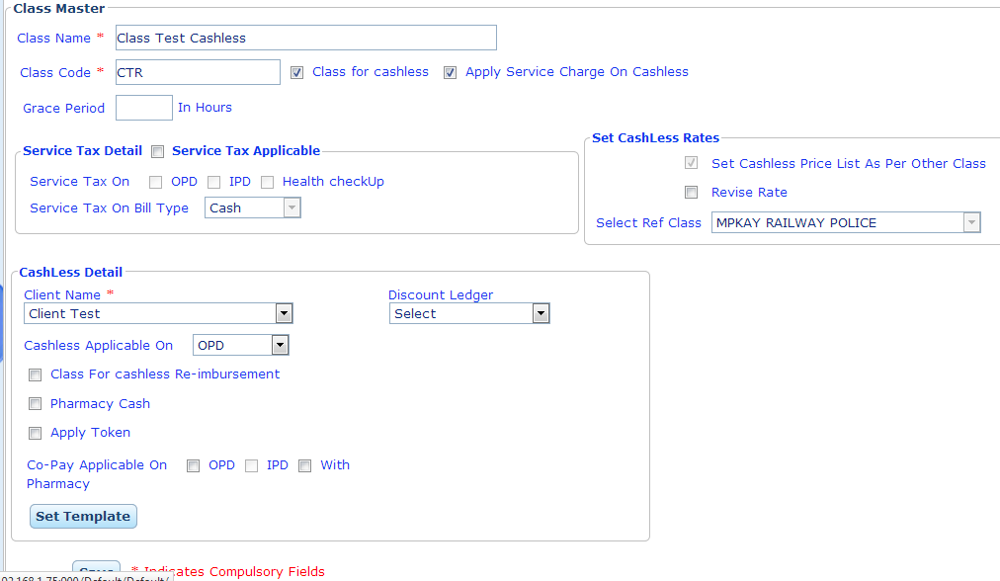 Class Master
Class Name * Class Test Cashless
Class Code * CTR Class for cashless Apply Service Charge On Cashless
Grace Period In Hours
Service Tax Detail Service Tax Applicable
Service Tax On OPD IPD Health checkUp
Service Tax On Bill Type Cash
Set CashLess Rates
Set Cashless Price List As Per Other Class
Revise Rate
Select Ref Class MPKAY RAILWAY POLICE
CashLess Detail
Client Name * Discount Ledger
Client Test Select
Cashless Applicable On OPD
Class For cashless Re-imbursement
Pharmacy Cash
Apply Token
Co-Pay Applicable On OPD IPD With
Pharmacy
Set Template
* Indicates Compulsory Fields